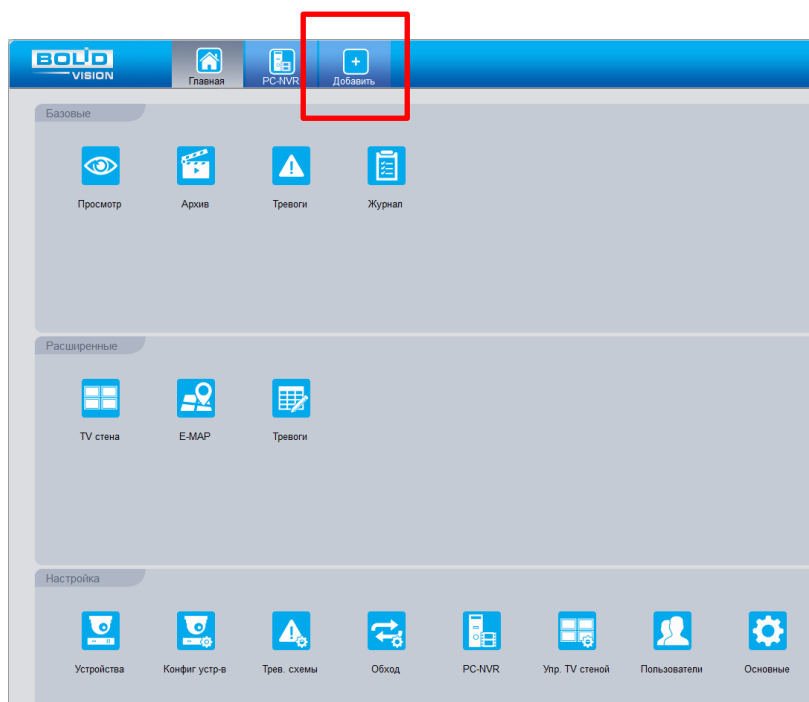 BOLID
VISION
Главная
PC-NVR
Добавить
Базовые
Просмотр
Архив
Тревоги
Журнал
Расширенные
TV стена
E-MAP
Тревоги
Настройка
Устройства
Конфиг устр-в
Трев. схемы
Обход
PC-NVR
Упр. TV стеной
Пользователи
Основные